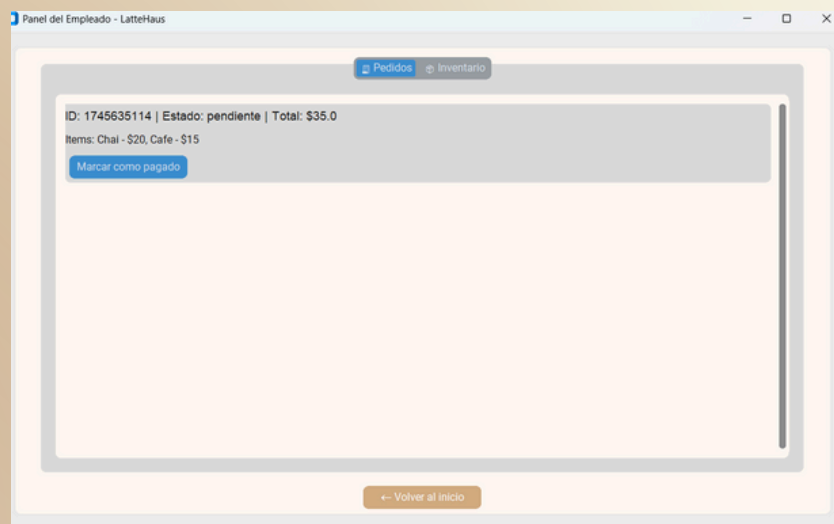 Panel del Empleado - LatteHaus
Pedidos Inventario
ID: 1745635114 | Estado: pendiente | Total: $35.0
Items: Chai - $20, Cafe - $15
Marcar como pagado
← Volver al inicio